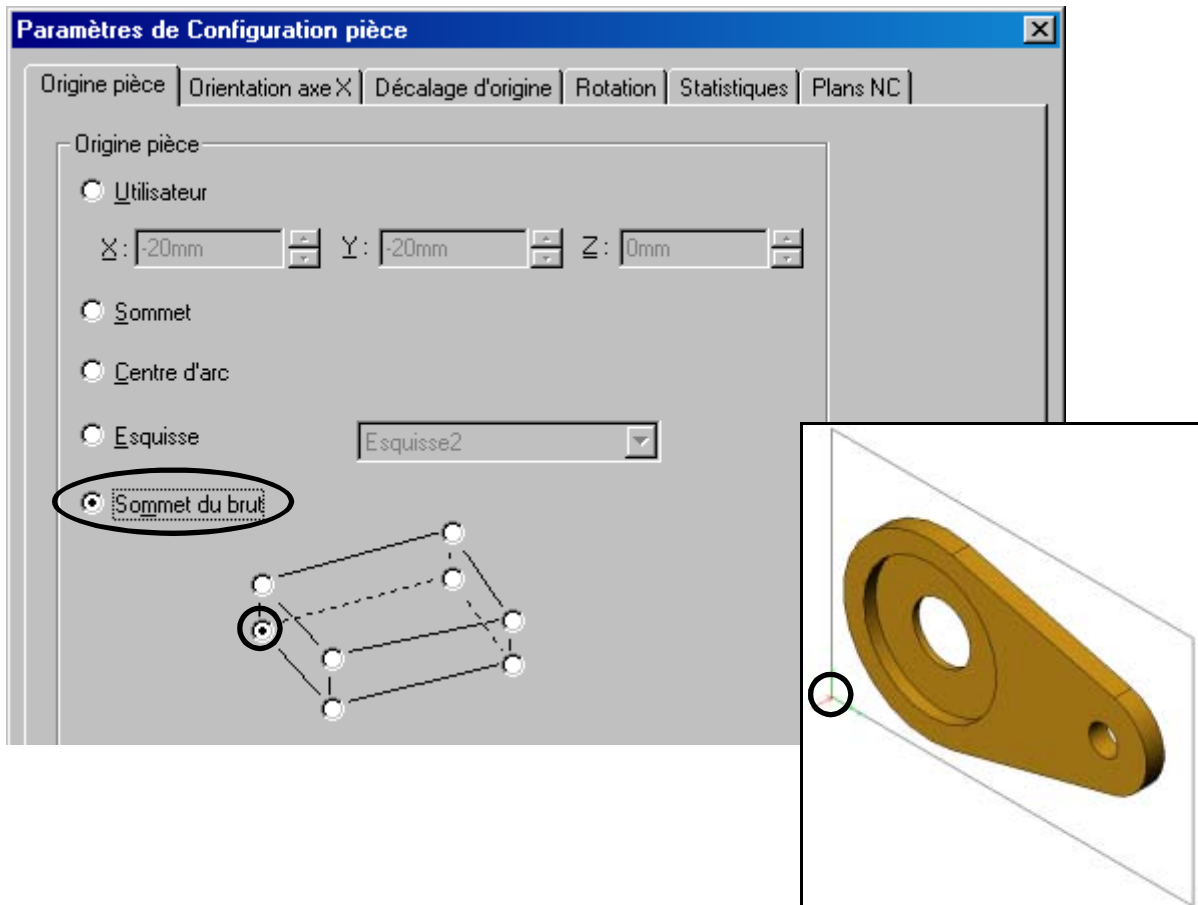 Paramètres de Configuration pièce
Origine pièce Orientation axe X Décalage d'origine Rotation Statistiques Plans NC
Origine pièce
Utilisateur
X : -20mm Y : -20mm Z : 0mm
Sommet
Centre d'arc
Esquisse Esquisse2
Sommet du brut